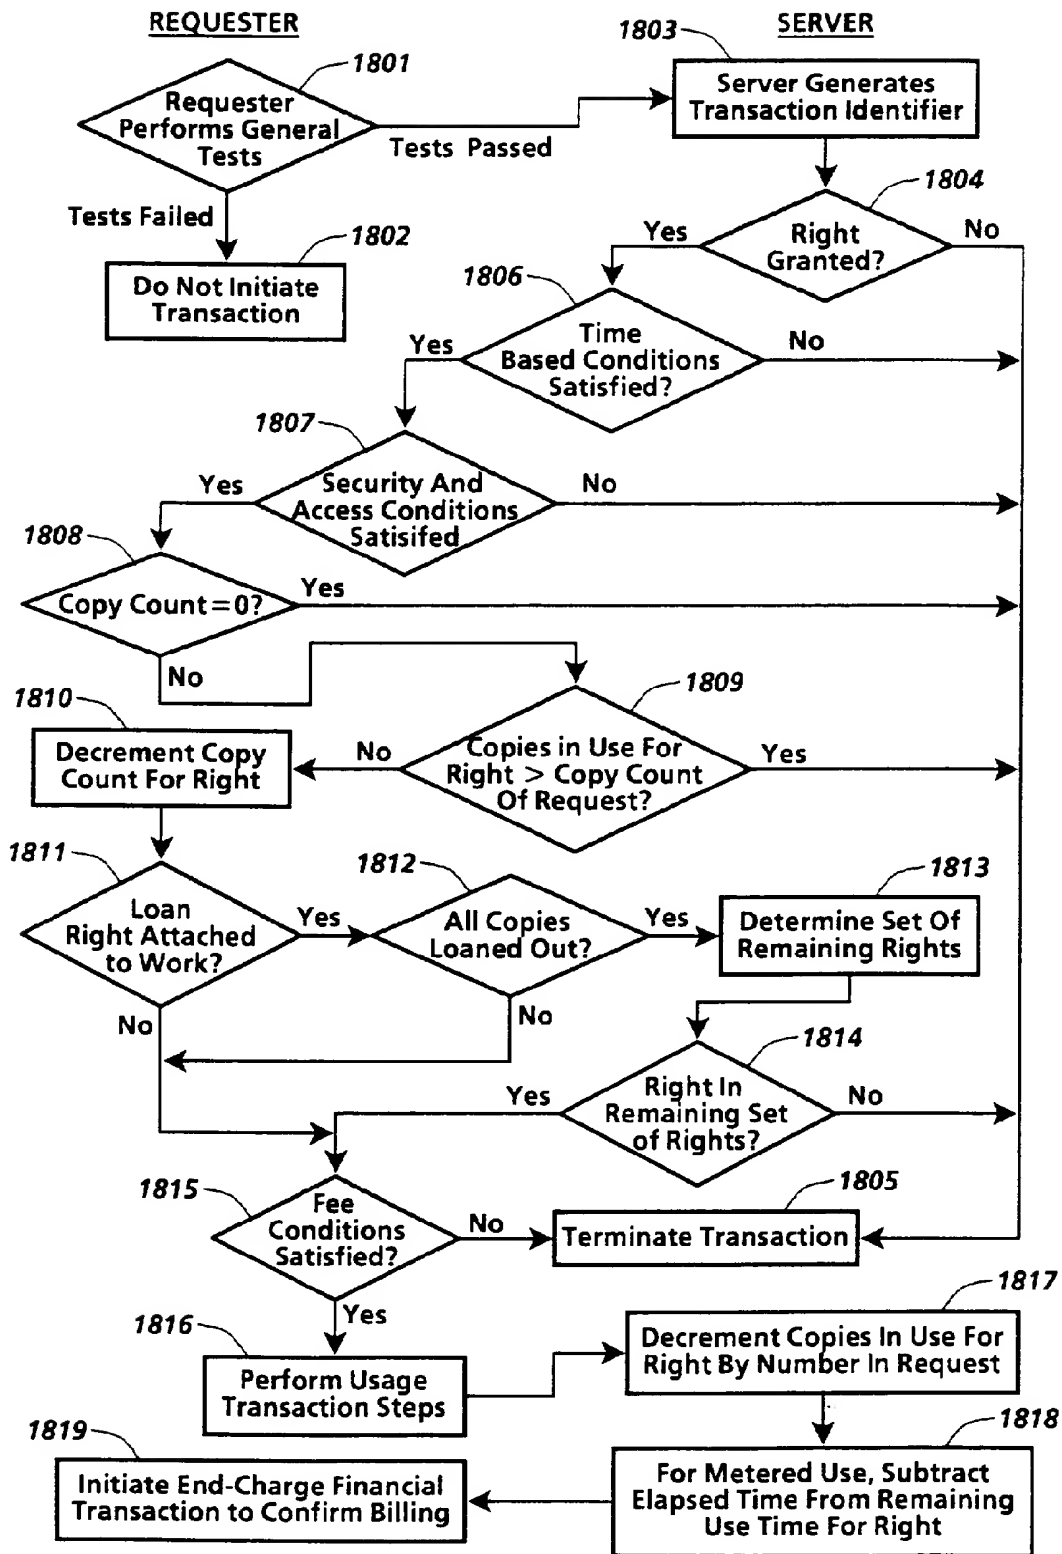 REQUESTER
SERVER
1801
1803
Requester
Performs General
Tests
Server Generates
Transaction Identifier
Tests Passed
Tests Failed
1802
Do Not Initiate
Transaction
1804
Right
Granted?
Yes
No
1806
Time
Based Conditions
Satisfied?
Yes
No
1807
Security And
Access Conditions
Satisifed
Yes
No
1808
Copy Count = 0?
Yes
No
1809
Copies in Use For
Right > Copy Count
Of Request?
No
Yes
1810
Decrement Copy
Count For Right
1811
Loan
Right Attached
to Work?
Yes
No
1812
All Copies
Loaned Out?
Yes
No
1813
Determine Set Of
Remaining Rights
1814
Right In
Remaining Set
of Rights?
Yes
No
1815
Fee
Conditions
Satisfied?
No
Yes
1805
Terminate Transaction
1816
Perform Usage
Transaction Steps
1817
Decrement Copies In Use For
Right By Number In Request
1818
For Metered Use, Subtract
Elapsed Time From Remaining
Use Time For Right
1819
Initiate End-Charge Financial
Transaction to Confirm Billing